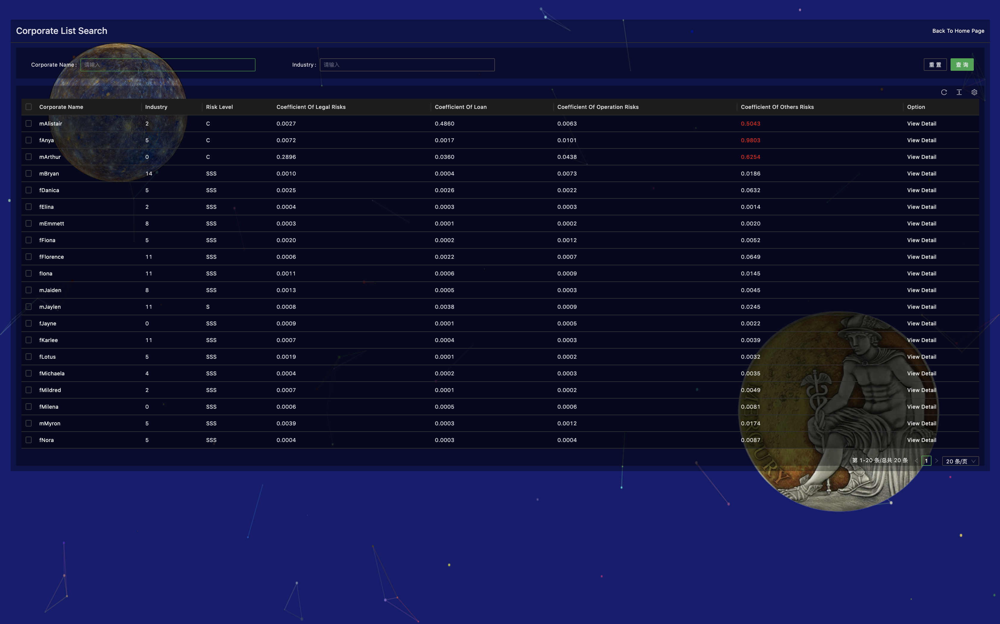 Corporate List Search Back To Home Page
Corporate Name : 请输入 Industry : 请输入 重 置 查 询
Corporate Name Industry Risk Level Coefficient Of Legal Risks Coefficient Of Loan Coefficient Of Operation Risks Coefficient Of Others Risks Option
mAlistair 2 C 0.0027 0.4860 0.0063 0.5043 View Detail
fAnya 5 C 0.0072 0.0017 0.0101 0.9803 View Detail
mArthur 0 C 0.2896 0.0360 0.0438 0.6254 View Detail
mBryan 14 SSS 0.0010 0.0004 0.0073 0.0186 View Detail
fDanica 5 SSS 0.0025 0.0026 0.0022 0.0632 View Detail
fElina 2 SSS 0.0004 0.0003 0.0003 0.0014 View Detail
mEmmett 8 SSS 0.0003 0.0001 0.0002 0.0020 View Detail
fFiona 5 SSS 0.0020 0.0002 0.0012 0.0052 View Detail
fFlorence 11 SSS 0.0006 0.0022 0.0007 0.0649 View Detail
fIona 11 SSS 0.0011 0.0006 0.0009 0.0145 View Detail
mJaiden 8 SSS 0.0013 0.0005 0.0003 0.0045 View Detail
mJaylen 11 S 0.0008 0.0038 0.0009 0.0245 View Detail
fJayne 0 SSS 0.0009 0.0001 0.0005 0.0022 View Detail
fKarlee 11 SSS 0.0007 0.0004 0.0003 0.0039 View Detail
fLotus 5 SSS 0.0019 0.0001 0.0002 0.0032 View Detail
fMichaela 4 SSS 0.0004 0.0002 0.0003 0.0035 View Detail
fMildred 2 SSS 0.0007 0.0001 0.0002 0.0049 View Detail
fMilena 0 SSS 0.0006 0.0005 0.0006 0.0081 View Detail
mMyron 5 SSS 0.0039 0.0003 0.0012 0.0174 View Detail
fNora 5 SSS 0.0004 0.0003 0.0004 0.0087 View Detail
第 1-20 条/总共 20 条 < 1 > 20 条/页
MERCURY